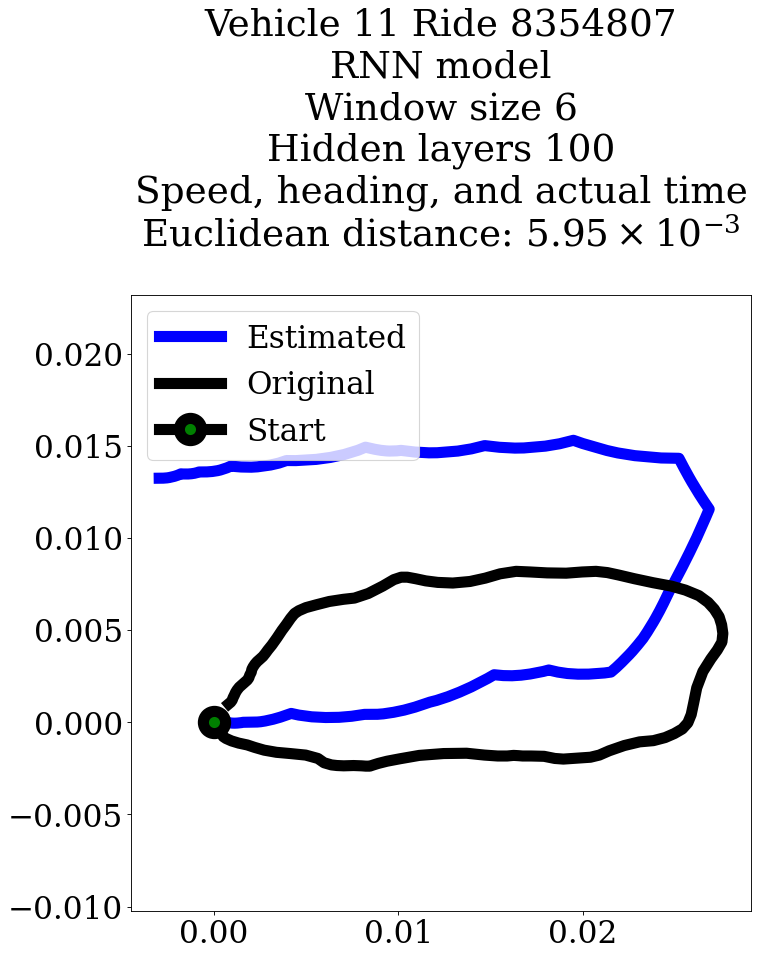 Vehicle 11 Ride 8354807
RNN model
Window size 6
Hidden layers 100
Speed, heading, and actual time
Euclidean distance: 5.95 × 10⁻³
Estimated
Original
Start
0.020
0.015
0.010
0.005
0.000
−0.005
−0.010
0.00 0.01 0.02